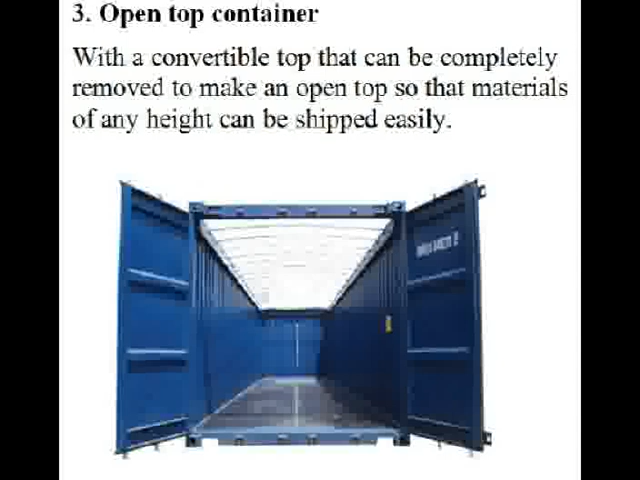 3. Open top container
With a convertible top that can be completely
removed to make an open top so that materials
of any height can be shipped easily.